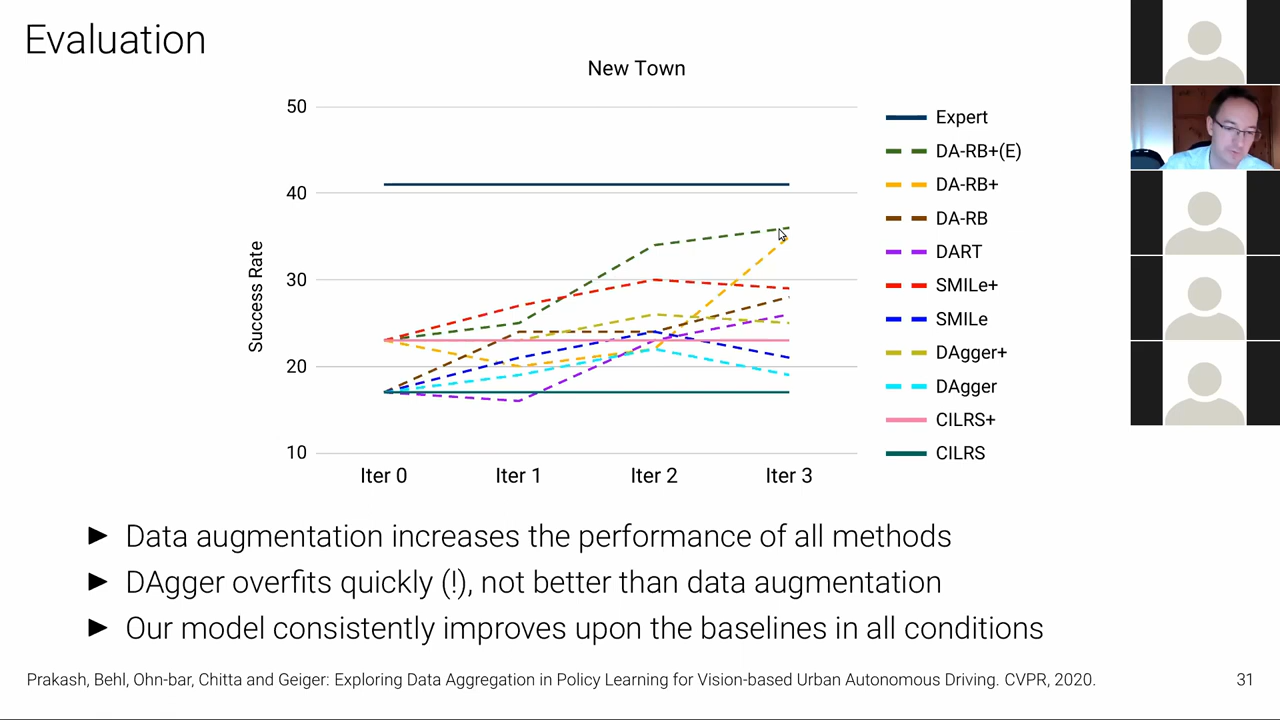 Evaluation
New Town
50
40
30
20
10
Success Rate
Iter 0
Iter 1
Iter 2
Iter 3
Expert
DA-RB+(E)
DA-RB+
DA-RB
DART
SMILe+
SMILe
DAgger+
DAgger
CILRS+
CILRS
Data augmentation increases the performance of all methods
DAgger overfits quickly (!), not better than data augmentation
Our model consistently improves upon the baselines in all conditions
Prakash, Behl, Ohn-bar, Chitta and Geiger: Exploring Data Aggregation in Policy Learning for Vision-based Urban Autonomous Driving. CVPR, 2020.
31